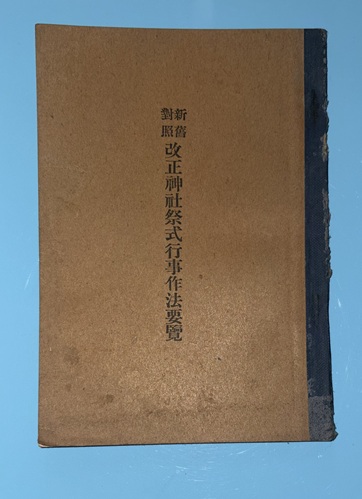 新舊
對照
改正神社祭式行事作法要覽